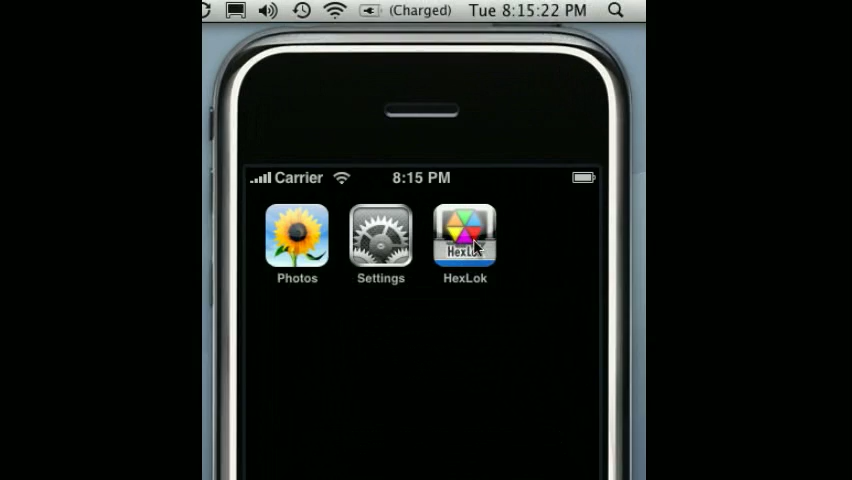 (Charged) Tue 8:15:22 PM
Carrier 8:15 PM
HexLok
Photos Settings HexLok